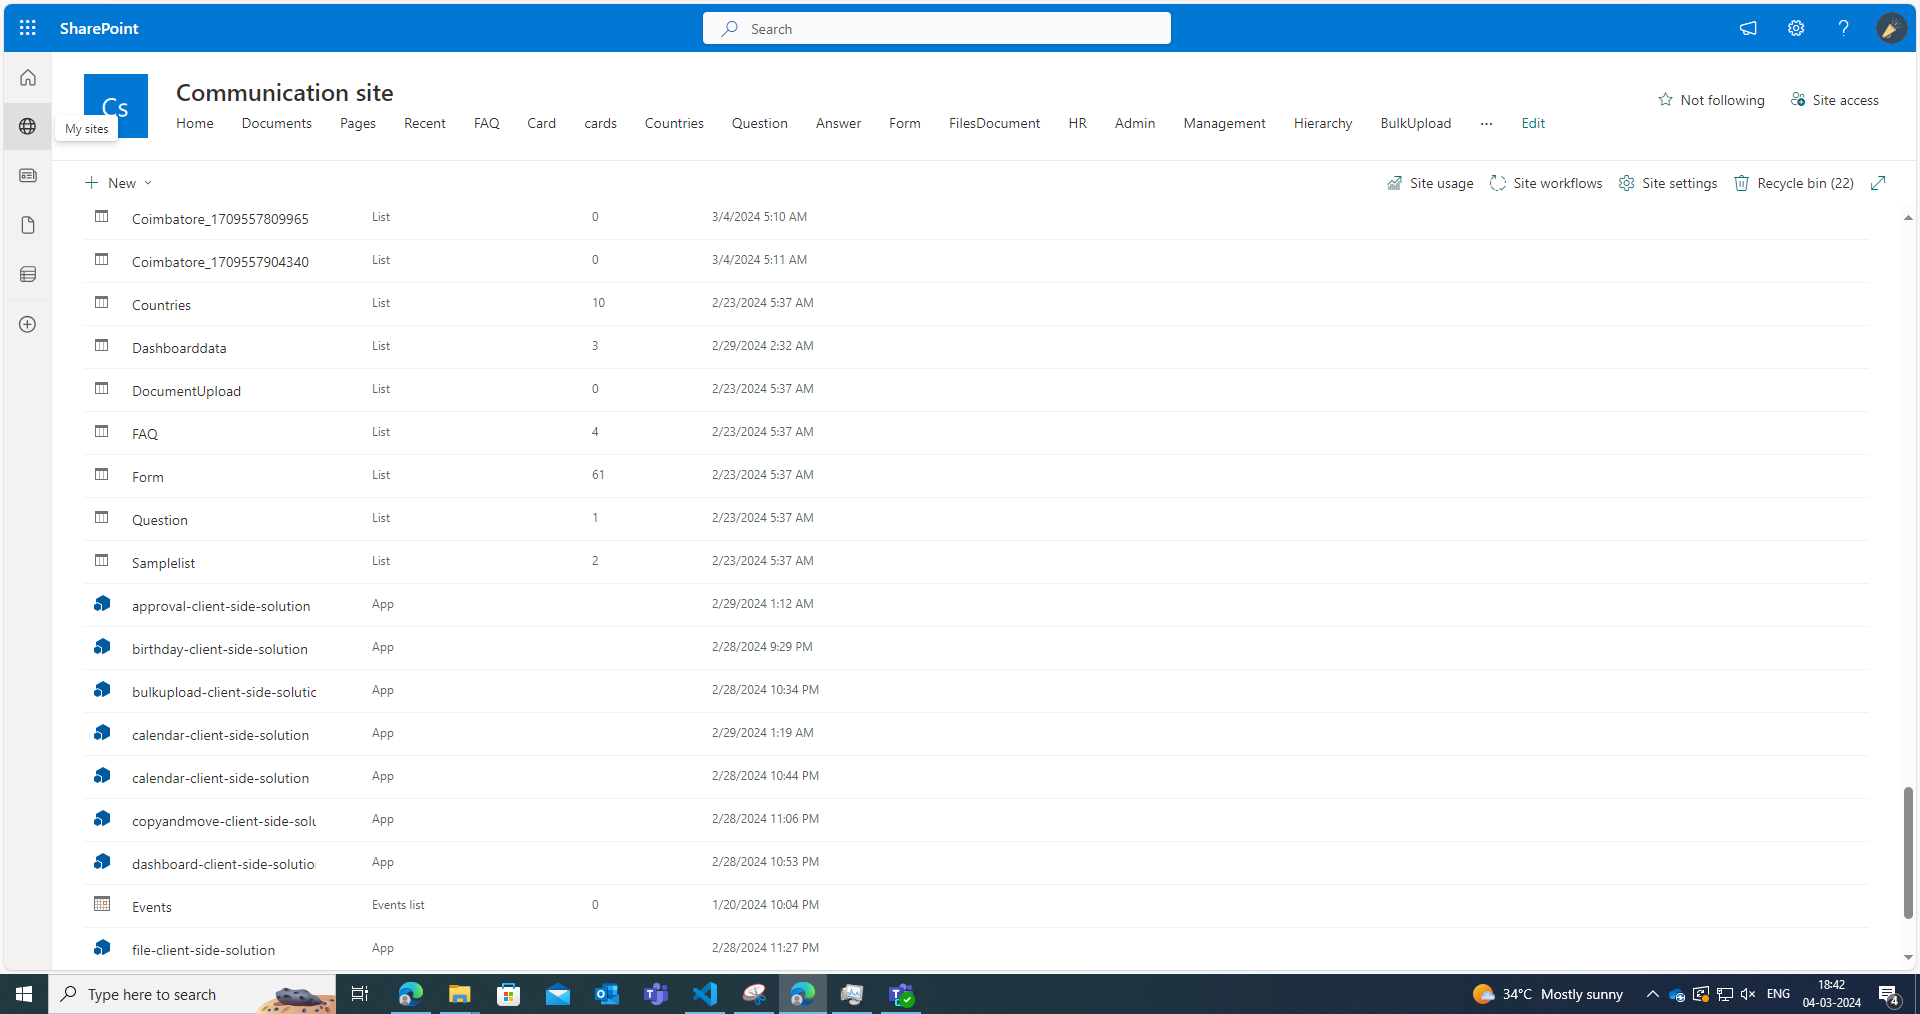 SharePoint
Search
Cs
Communication site
Not following
Site access
My sites
Home Documents Pages Recent FAQ Card cards Countries Question Answer Form FilesDocument HR Admin Management Hierarchy BulkUpload ··· Edit
New
Site usage Site workflows Site settings Recycle bin (22)
Coimbatore_1709557809965 List 0 3/4/2024 5:10 AM
Coimbatore_1709557904340 List 0 3/4/2024 5:11 AM
Countries List 10 2/23/2024 5:37 AM
Dashboarddata List 3 2/29/2024 2:32 AM
DocumentUpload List 0 2/23/2024 5:37 AM
FAQ List 4 2/23/2024 5:37 AM
Form List 61 2/23/2024 5:37 AM
Question List 1 2/23/2024 5:37 AM
Samplelist List 2 2/23/2024 5:37 AM
approval-client-side-solution App 2/29/2024 1:12 AM
birthday-client-side-solution App 2/28/2024 9:29 PM
bulkupload-client-side-solutic App 2/28/2024 10:34 PM
calendar-client-side-solution App 2/29/2024 1:19 AM
calendar-client-side-solution App 2/28/2024 10:44 PM
copyandmove-client-side-solu App 2/28/2024 11:06 PM
dashboard-client-side-solution App 2/28/2024 10:53 PM
Events Events list 0 1/20/2024 10:04 PM
file-client-side-solution App 2/28/2024 11:27 PM
Type here to search
34°C Mostly sunny
ENG
18:42
04-03-2024
4